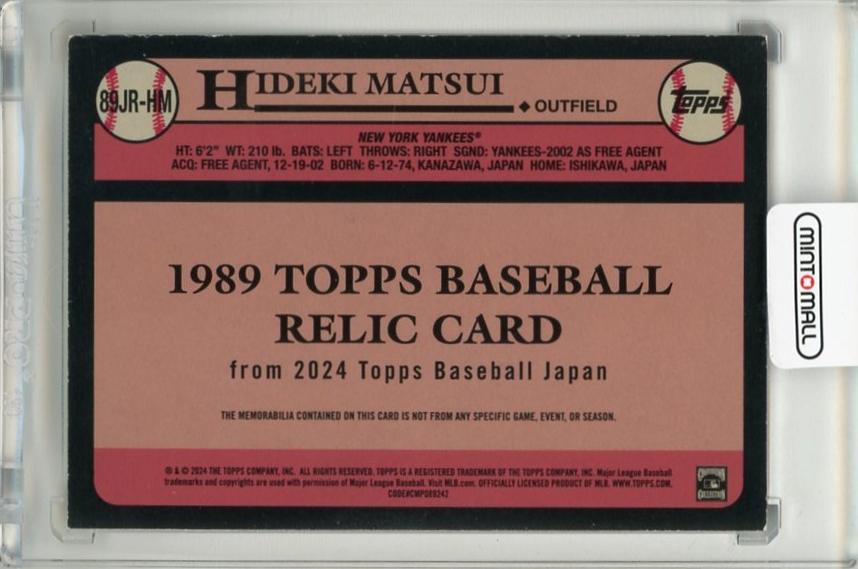 89JR-HM
HIDEKI MATSUI
◆ OUTFIELD
Topps
NEW YORK YANKEES®
HT: 6'2" WT: 210 lb. BATS: LEFT THROWS: RIGHT SGND: YANKEES-2002 AS FREE AGENT
ACQ: FREE AGENT, 12-19-02 BORN: 6-12-74, KANAZAWA, JAPAN HOME: ISHIKAWA, JAPAN
1989 TOPPS BASEBALL
RELIC CARD
from 2024 Topps Baseball Japan
THE MEMORABILIA CONTAINED ON THIS CARD IS NOT FROM ANY SPECIFIC GAME, EVENT, OR SEASON.
® & © 2024 THE TOPPS COMPANY, INC. ALL RIGHTS RESERVED. TOPPS IS A REGISTERED TRADEMARK OF THE TOPPS COMPANY, INC. Major League Baseball
trademarks and copyrights are used with permission of Major League Baseball. Visit MLB.com. OFFICIALLY LICENSED PRODUCT OF MLB. WWW.TOPPS.COM.
CODE#CMP089242
COLLECTION
MINT MALL